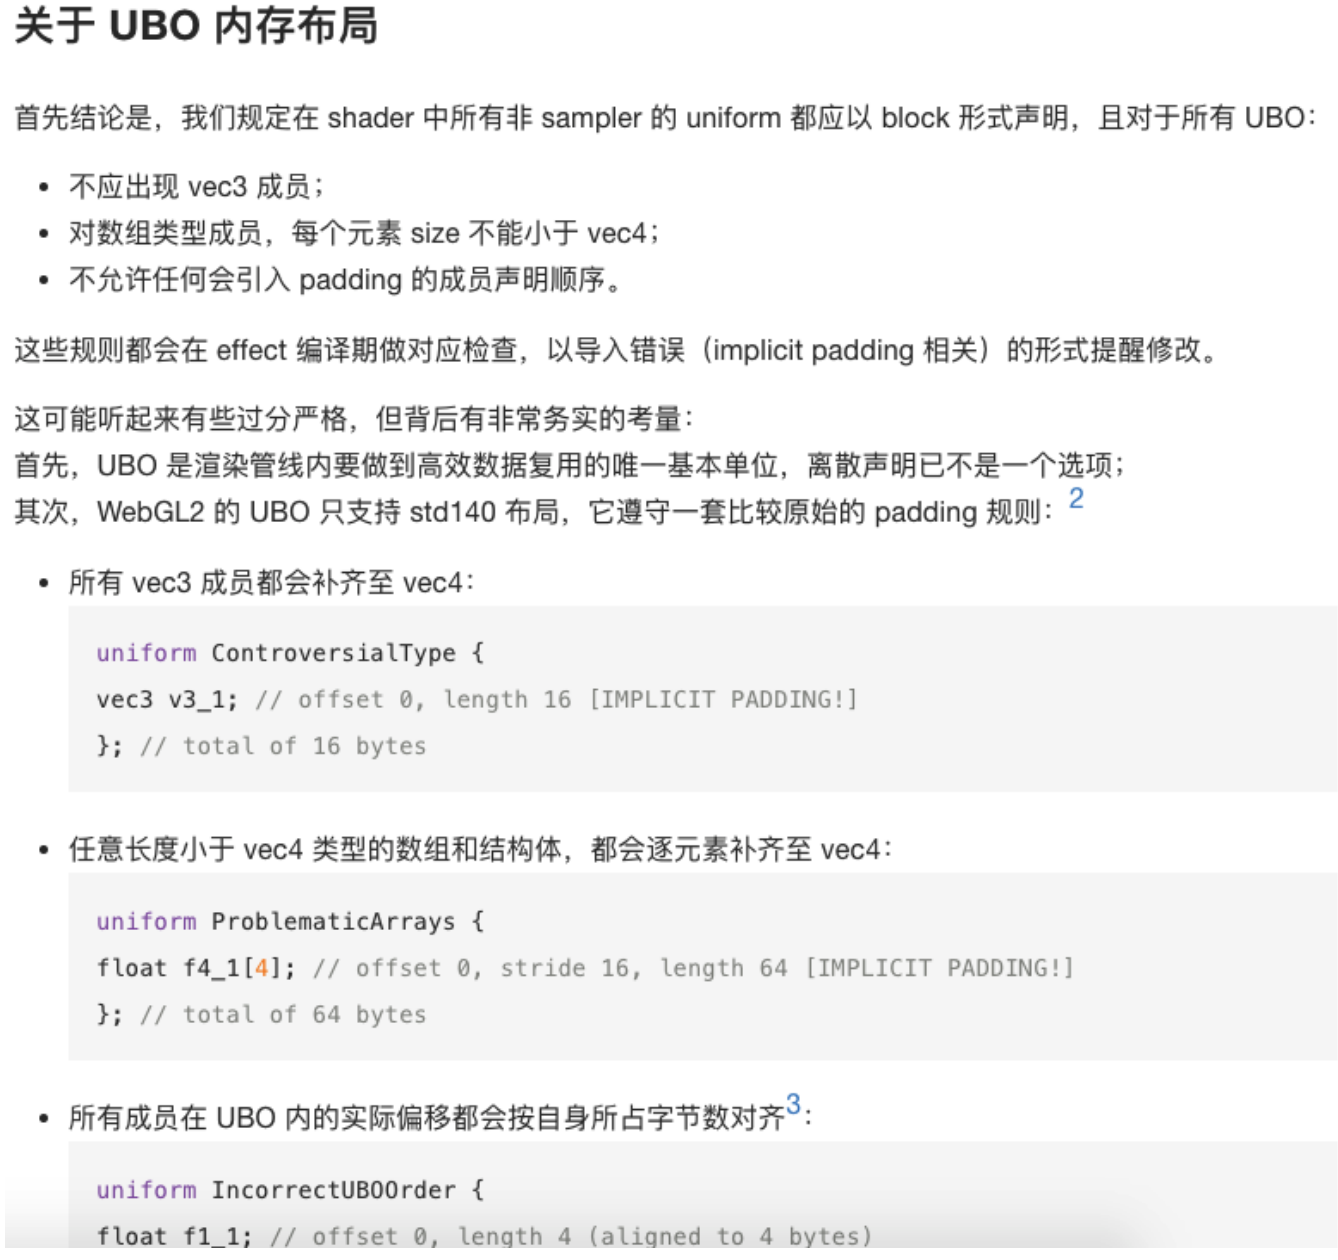 关于 UBO 内存布局
首先结论是，我们规定在 shader 中所有非 sampler 的 uniform 都应以 block 形式声明，且对于所有 UBO：
• 不应出现 vec3 成员；
• 对数组类型成员，每个元素 size 不能小于 vec4；
• 不允许任何会引入 padding 的成员声明顺序。
这些规则都会在 effect 编译期做对应检查，以导入错误（implicit padding 相关）的形式提醒修改。
这可能听起来有些过分严格，但背后有非常务实的考量：
首先，UBO 是渲染管线内要做到高效数据复用的唯一基本单位，离散声明已不是一个选项；
其次，WebGL2 的 UBO 只支持 std140 布局，它遵守一套比较原始的 padding 规则：2
• 所有 vec3 成员都会补齐至 vec4：
uniform ControversialType {
vec3 v3_1; // offset 0, length 16 [IMPLICIT PADDING!]
}; // total of 16 bytes
• 任意长度小于 vec4 类型的数组和结构体，都会逐元素补齐至 vec4：
uniform ProblematicArrays {
float f4_1[4]; // offset 0, stride 16, length 64 [IMPLICIT PADDING!]
}; // total of 64 bytes
• 所有成员在 UBO 内的实际偏移都会按自身所占字节数对齐3：
uniform IncorrectUBOOrder {
float f1_1; // offset 0, length 4 (aligned to 4 bytes)